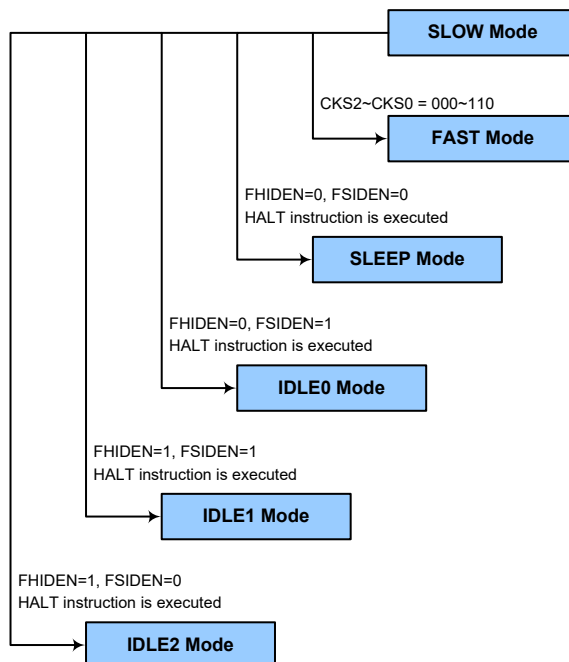 SLOW Mode
CKS2~CKS0 = 000~110
FAST Mode
FHIDEN=0, FSIDEN=0
HALT instruction is executed
SLEEP Mode
FHIDEN=0, FSIDEN=1
HALT instruction is executed
IDLE0 Mode
FHIDEN=1, FSIDEN=1
HALT instruction is executed
IDLE1 Mode
FHIDEN=1, FSIDEN=0
HALT instruction is executed
IDLE2 Mode